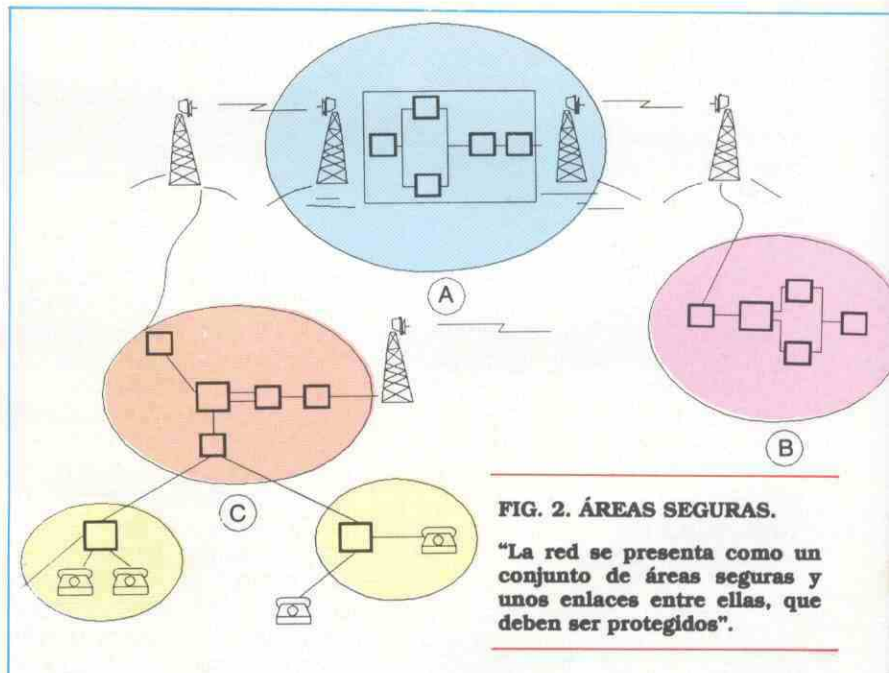 A
B
C
FIG. 2. ÁREAS SEGURAS.
"La red se presenta como un
conjunto de áreas seguras y
unos enlaces entre ellas, que
deben ser protegidos".